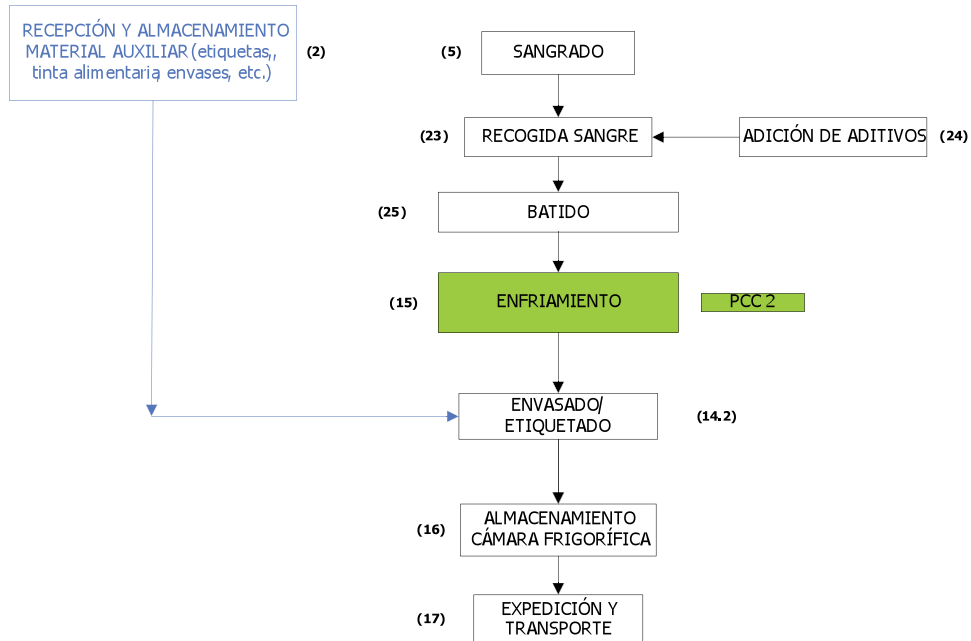 RECEPCIÓN Y ALMACENAMIENTO
MATERIAL AUXILIAR (etiquetas,,
tinta alimentaria, envases, etc.)
(2)
(5)
SANGRADO
(23)
RECOGIDA SANGRE
ADICIÓN DE ADITIVOS
(24)
(25)
BATIDO
(15)
ENFRIAMIENTO
PCC 2
ENVASADO/
ETIQUETADO
(14.2)
(16)
ALMACENAMIENTO
CÁMARA FRIGORÍFICA
(17)
EXPEDICIÓN Y
TRANSPORTE